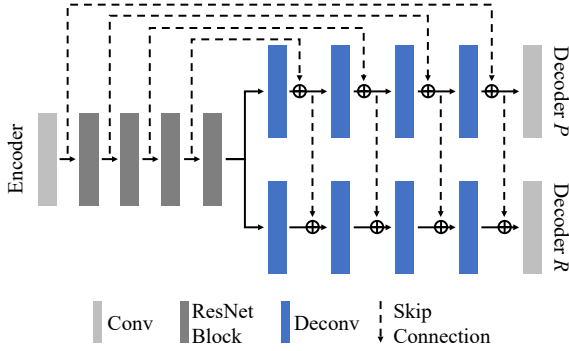 Encoder
Decoder P
Decoder R
Conv
ResNet
Block
Deconv
Skip
Connection